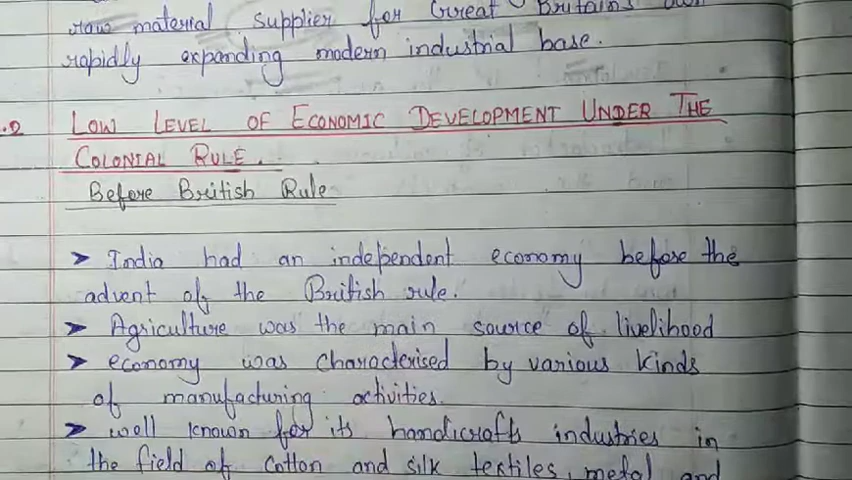 raw material supplier for Great Britain's own
rapidly expanding modern industrial base.
.2 LOW LEVEL OF ECONOMIC DEVELOPMENT UNDER THE
COLONIAL RULE.
Before British Rule
➤ India had an independent economy before the
advent of the British rule.
➤ Agriculture was the main source of livelihood
➤ economy was characterised by various kinds
of manufacturing activities.
➤ well known for its handicrafts industries in
the field of cotton and silk textiles, metal and